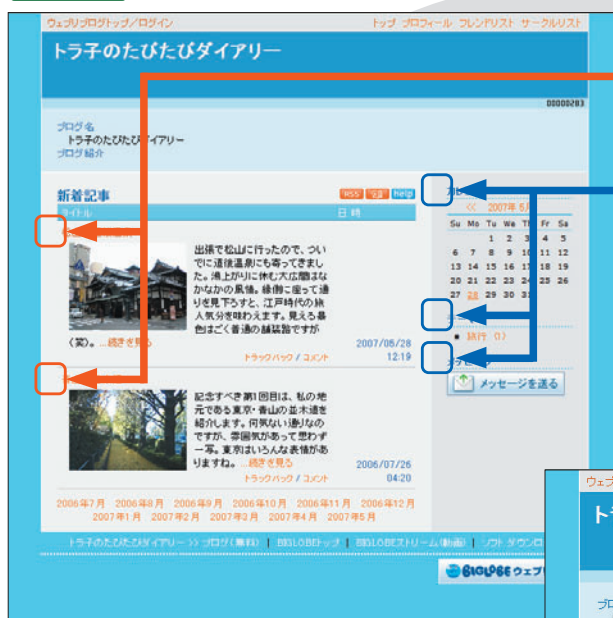 ウェブリブログトップ/ログイン
トップ プロフィール フレンドリスト サークルリスト
トラ子のたびたびダイアリー
00000283
ブログ名
トラ子のたびたび イアリー
ブログ紹介
新着記事
RSS
help
日 時
<< 2007年 5月
Su Mo Tu We Th Fr Sa
1 2 3 4 5
6 7 8 9 10 11 12
13 14 15 16 17 18 19
20 21 22 23 24 25 26
27 28 29 30 31
出張で松山に行ったので、つい
でに道後温泉にも寄ってきまし
た。湯上がりに休む大広間はな
かなかの風情。縁側に座って通
りを見下ろすと、江戸時代の旅
人気分を味わえます。見える景
色はごく普通の舗装路ですが
(笑)。...続きを見
2007/05/28
12:19
トラックバック / コメント
旅行 (1)
メッセージを送る
記念すべき第1回目は、私の地
元である東京・青山の並木道を
紹介します。何気ない通りなの
ですが、雰囲気があって思わず
一写。東京はいろんな表情があ
りますね。...続きを見る
2006/07/26
04:20
トラックバック / コメント
2006年7月 2006年8月 2006年9月 2006年10月 2006年11月 2006年12月
2007年1月 2007年2月 2007年3月 2007年4月 2007年5月
トラ子のたびたびダイアリー >> ブログ(無料) | BIGLOBEトップ | BIGLOBEストリーム(動画) | ソフト ダウンロ
BIGLOBE ウェブ
ウェブ
ト
ブロ